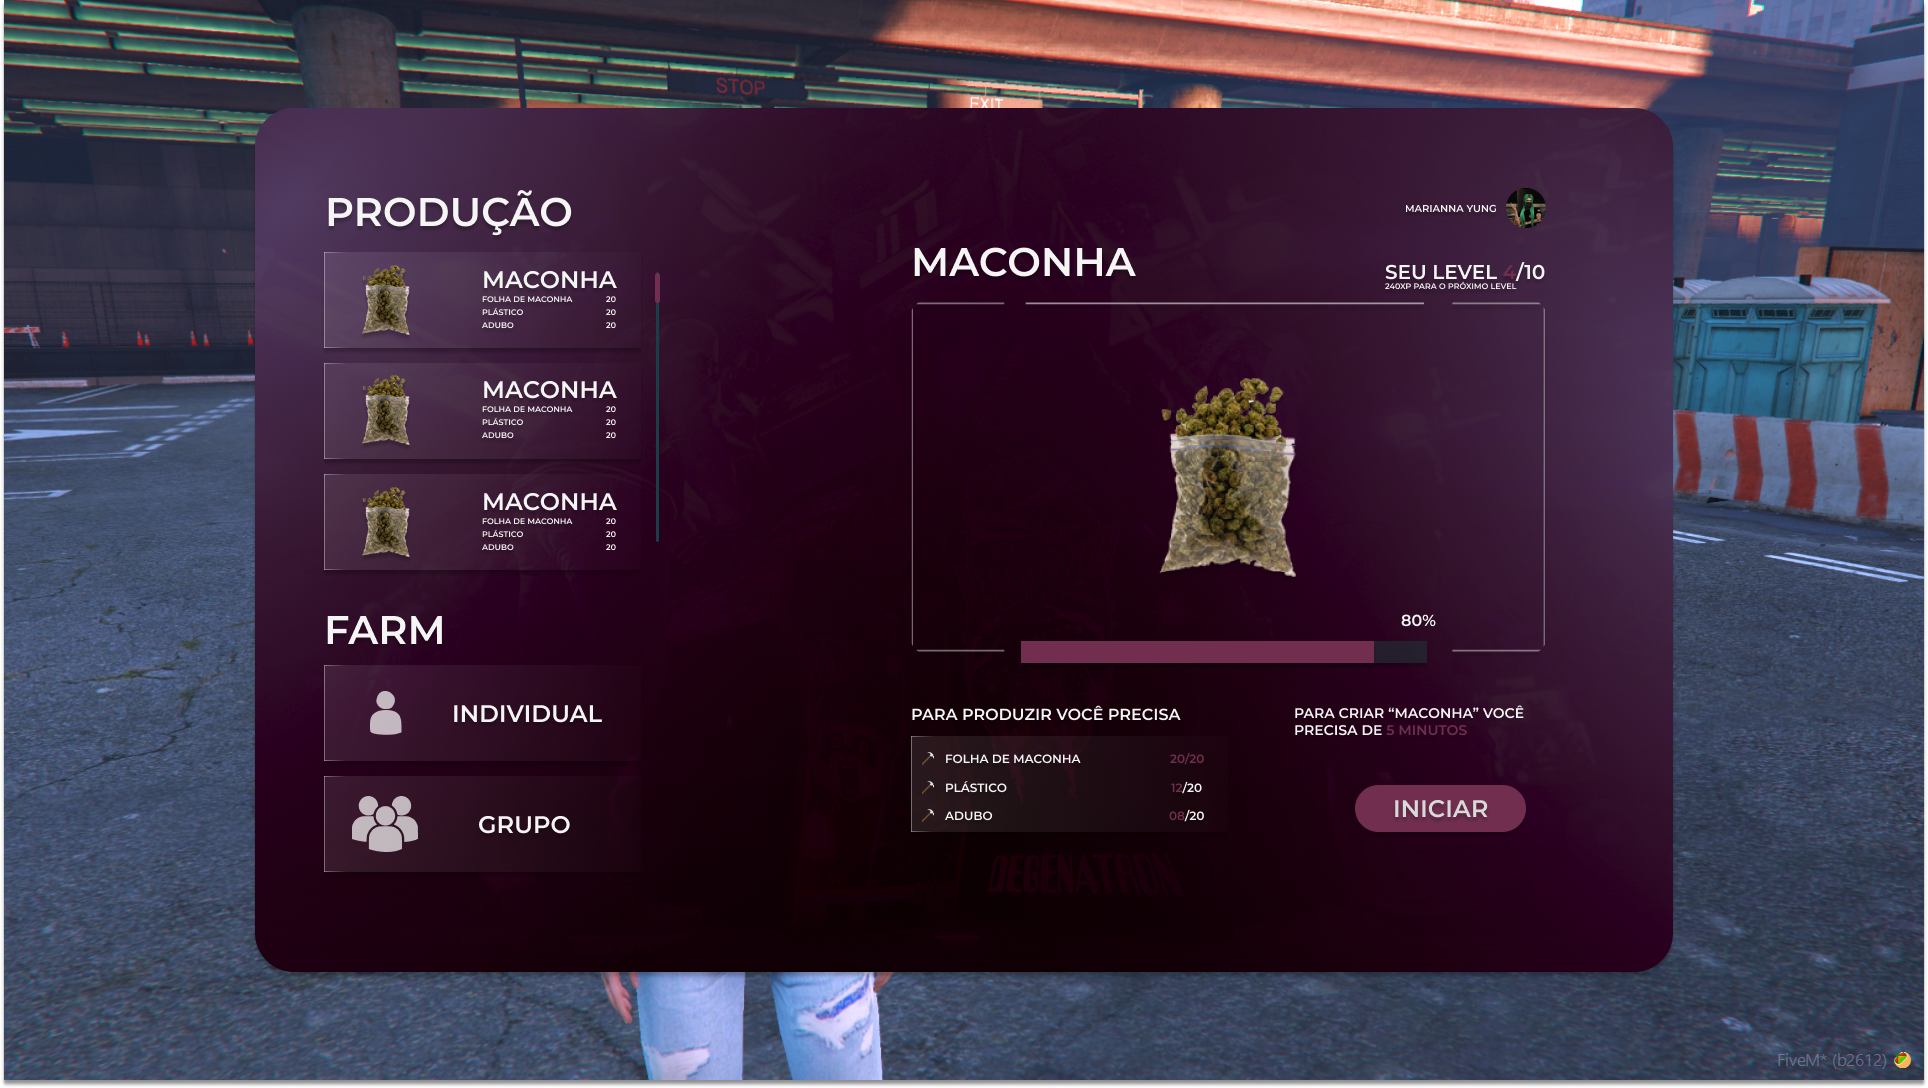 STOP
EXIT
PRODUÇÃO
MACONHA
FOLHA DE MACONHA 20
PLÁSTICO 20
ADUBO 20
MACONHA
FOLHA DE MACONHA 20
PLÁSTICO 20
ADUBO 20
MACONHA
FOLHA DE MACONHA 20
PLÁSTICO 20
ADUBO 20
FARM
INDIVIDUAL
GRUPO
MARIANNA YUNG
MACONHA
SEU LEVEL 4/10
240XP PARA O PRÓXIMO LEVEL
80%
PARA PRODUZIR VOCÊ PRECISA
FOLHA DE MACONHA 20/20
PLÁSTICO 12/20
ADUBO 08/20
PARA CRIAR “MACONHA” VOCÊ
PRECISA DE 5 MINUTOS
INICIAR
DEGENATRON
FiveM* (b2612)